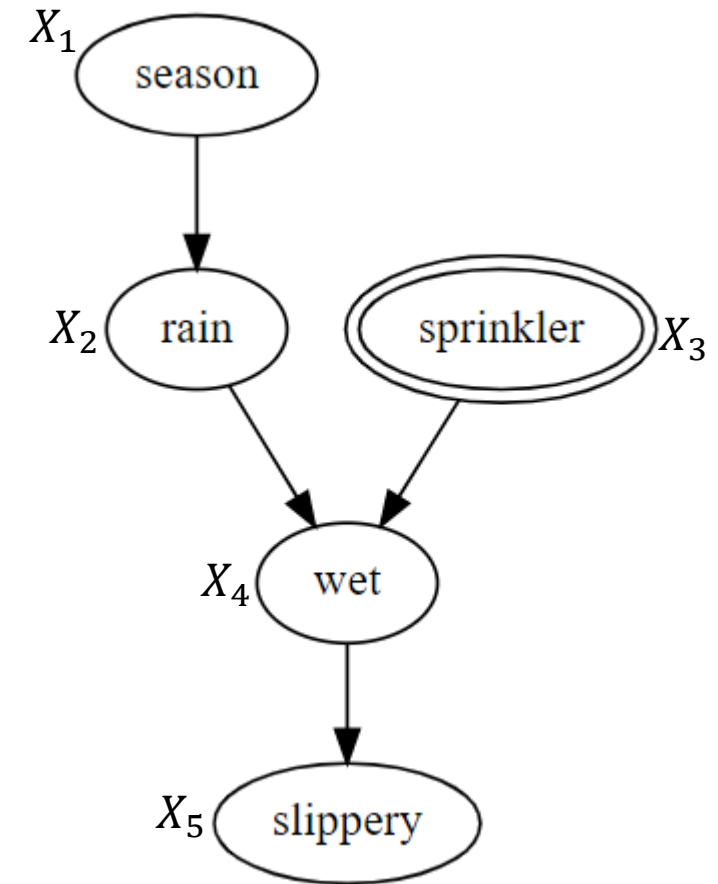 X₁
season
X₂
rain
sprinkler
X₃
X₄
wet
X₅
slippery